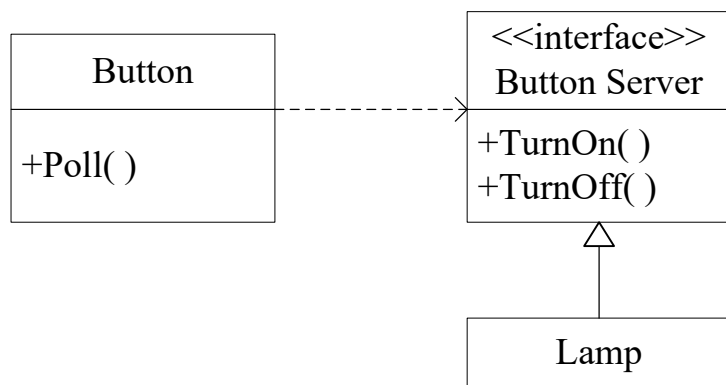 Button
+Poll( )
<<interface>>
Button Server
+TurnOn( )
+TurnOff( )
Lamp